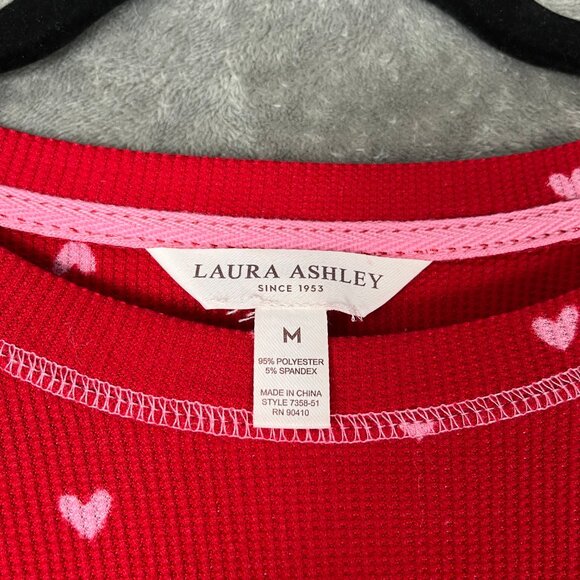 LAURA ASHLEY
SINCE 1953
M
95% POLYESTER
5% SPANDEX
MADE IN CHINA
STYLE 7358-51
RN 90410